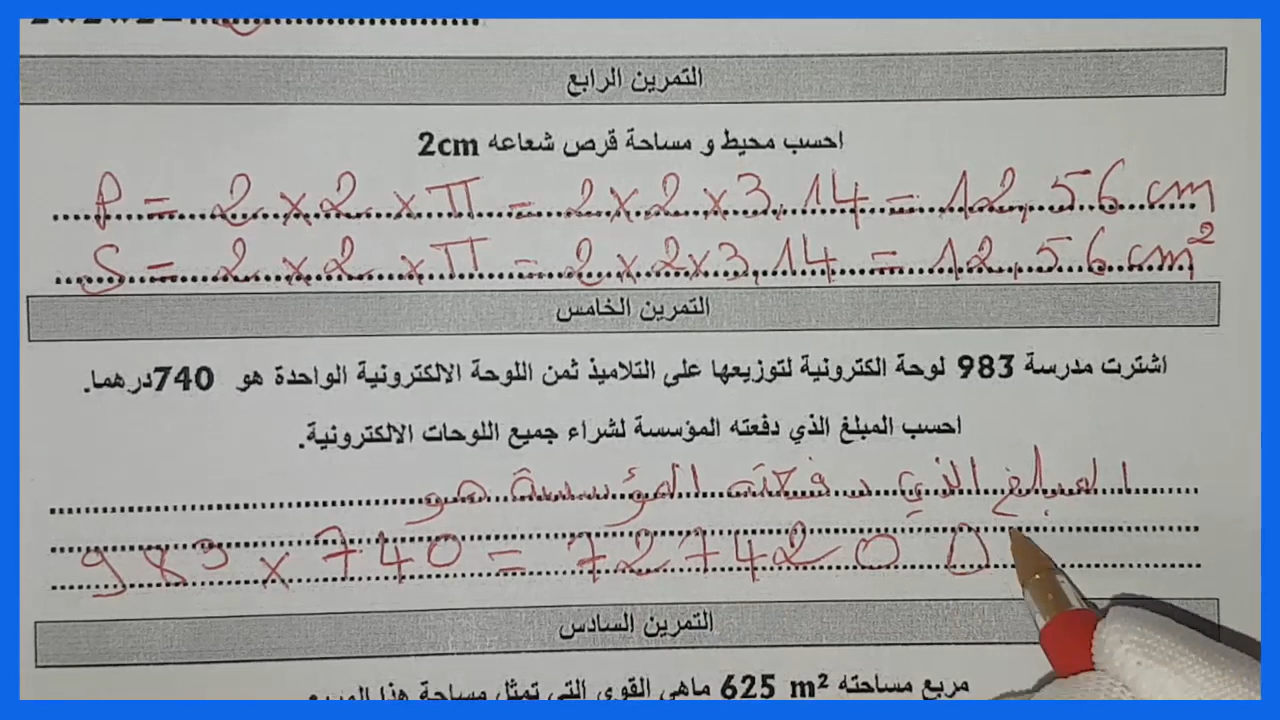 التمرين الرابع
احسب محيط و مساحة قرص شعاعه 2cm
P = 2 × 2 × π = 2 × 2 × 3,14 = 12,56 cm
S = 2 × 2 × π = 2 × 2 × 3,14 = 12,56 cm²
التمرين الخامس
اشترت مدرسة 983 لوحة الكترونية لتوزيعها على التلاميذ ثمن اللوحة الالكترونية الواحدة هو 740درهما.
احسب المبلغ الذي دفعته المؤسسة لشراء جميع اللوحات الالكترونية.
المبلغ الذي دفعته المؤسسة هو
983 × 740 = 727420 D
التمرين السادس
مربع مساحته 625 m² ماهي القوى التي تمثل مساحة هذا المربع